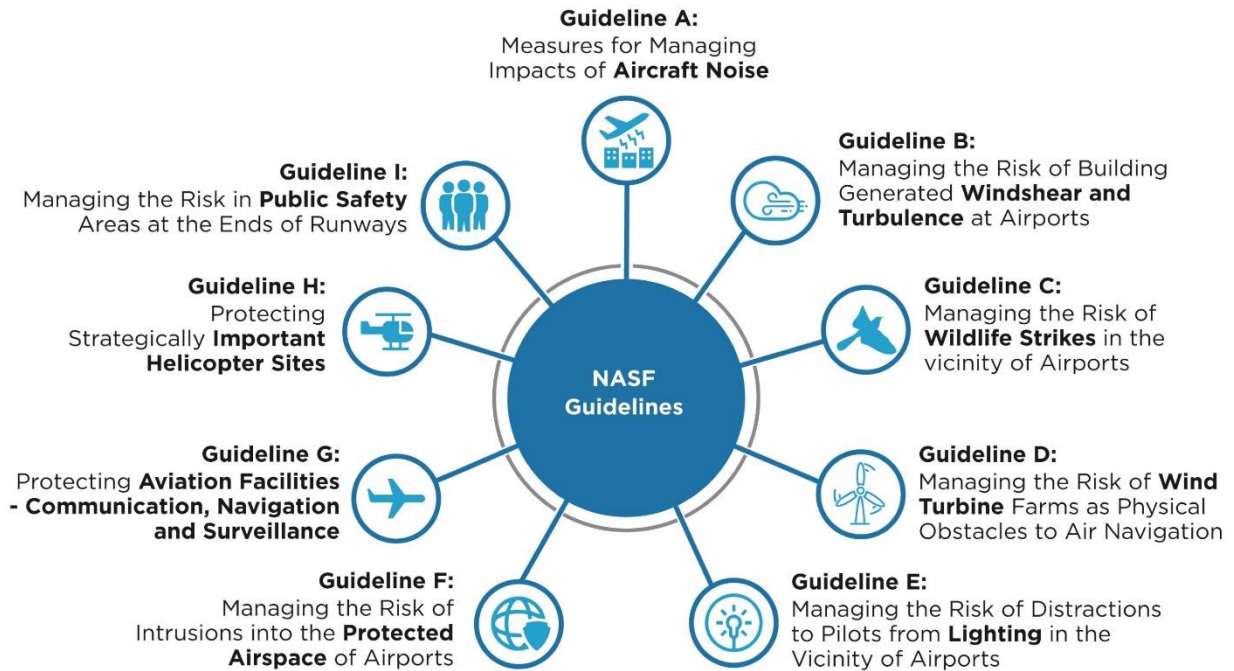 Guideline A:
Measures for Managing
Impacts of Aircraft Noise
Guideline B:
Managing the Risk of Building
Generated Windshear and
Turbulence at Airports
Guideline C:
Managing the Risk of
Wildlife Strikes in the
vicinity of Airports
Guideline D:
Managing the Risk of Wind
Turbine Farms as Physical
Obstacles to Air Navigation
Guideline E:
Managing the Risk of Distractions
to Pilots from Lighting in the
Vicinity of Airports
Guideline F:
Managing the Risk of
Intrusions into the Protected
Airspace of Airports
Guideline G:
Protecting Aviation Facilities
- Communication, Navigation
and Surveillance
Guideline H:
Protecting
Strategically Important
Helicopter Sites
Guideline I:
Managing the Risk in Public Safety
Areas at the Ends of Runways
NASF
Guidelines